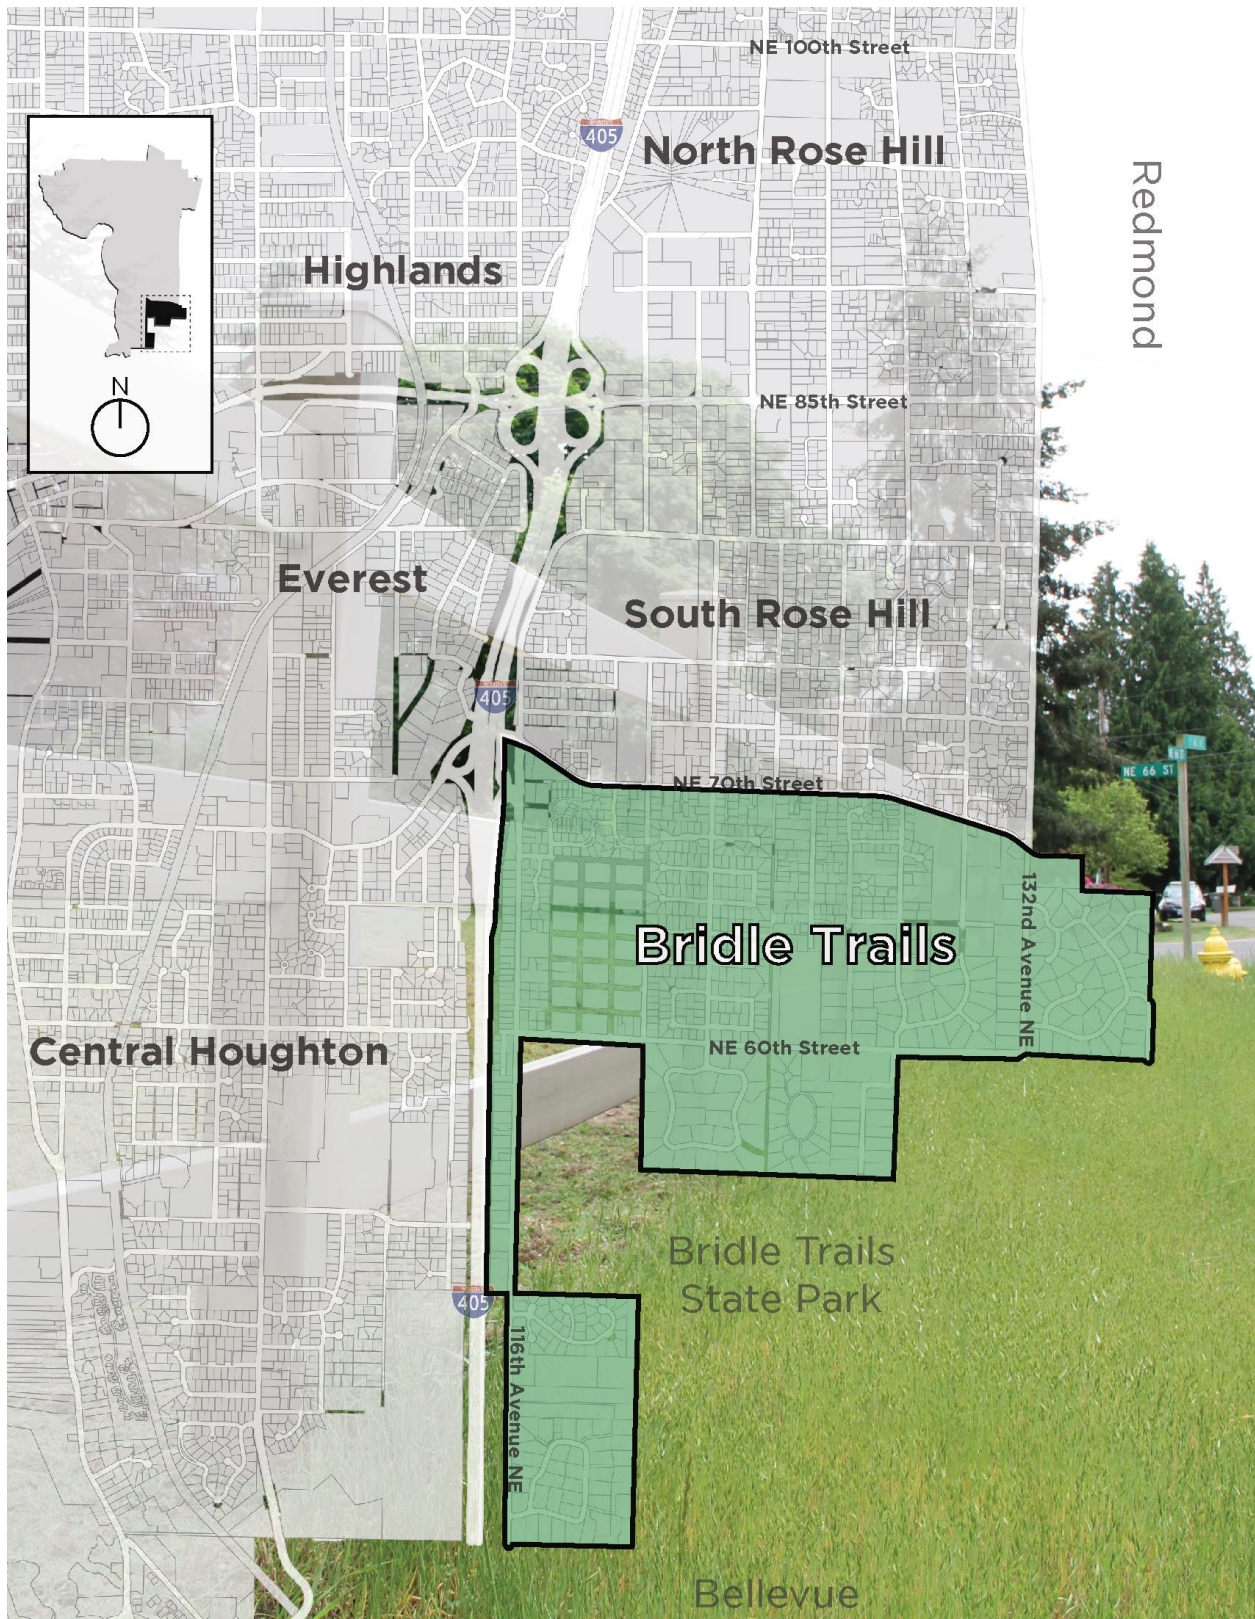 NE 100th Street
405
North Rose Hill
Redmond
Highlands
N
NE 85th Street
Everest
South Rose Hill
405
NE 66 ST
NE 70th Street
132nd Avenue NE
Bridle Trails
NE 60th Street
Central Houghton
Bridle Trails
State Park
405
116th Avenue NE
Bellevue